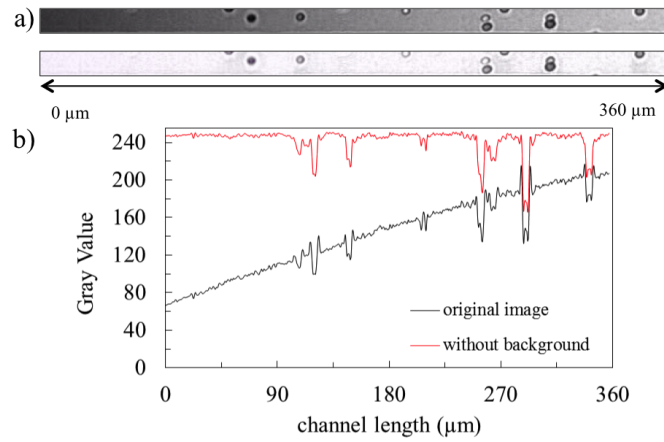 a)
0 µm
360 µm
b)
240
200
160
120
80
40
0
Gray Value
original image
without background
0
90
180
270
360
channel length (µm)